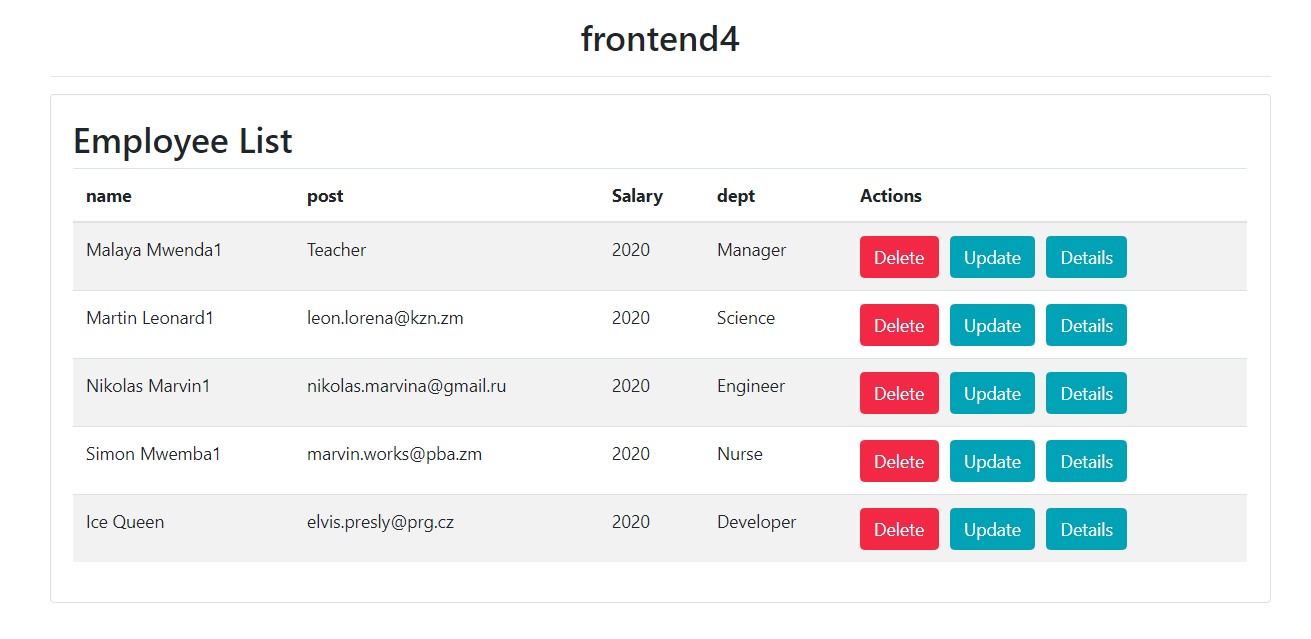 frontend4
Employee List
name post Salary dept Actions
Malaya Mwenda1 Teacher 2020 Manager Delete Update Details
Martin Leonard1 leon.lorena@kzn.zm 2020 Science Delete Update Details
Nikolas Marvin1 nikolas.marvina@gmail.ru 2020 Engineer Delete Update Details
Simon Mwemba1 marvin.works@pba.zm 2020 Nurse Delete Update Details
Ice Queen elvis.presly@prg.cz 2020 Developer Delete Update Details